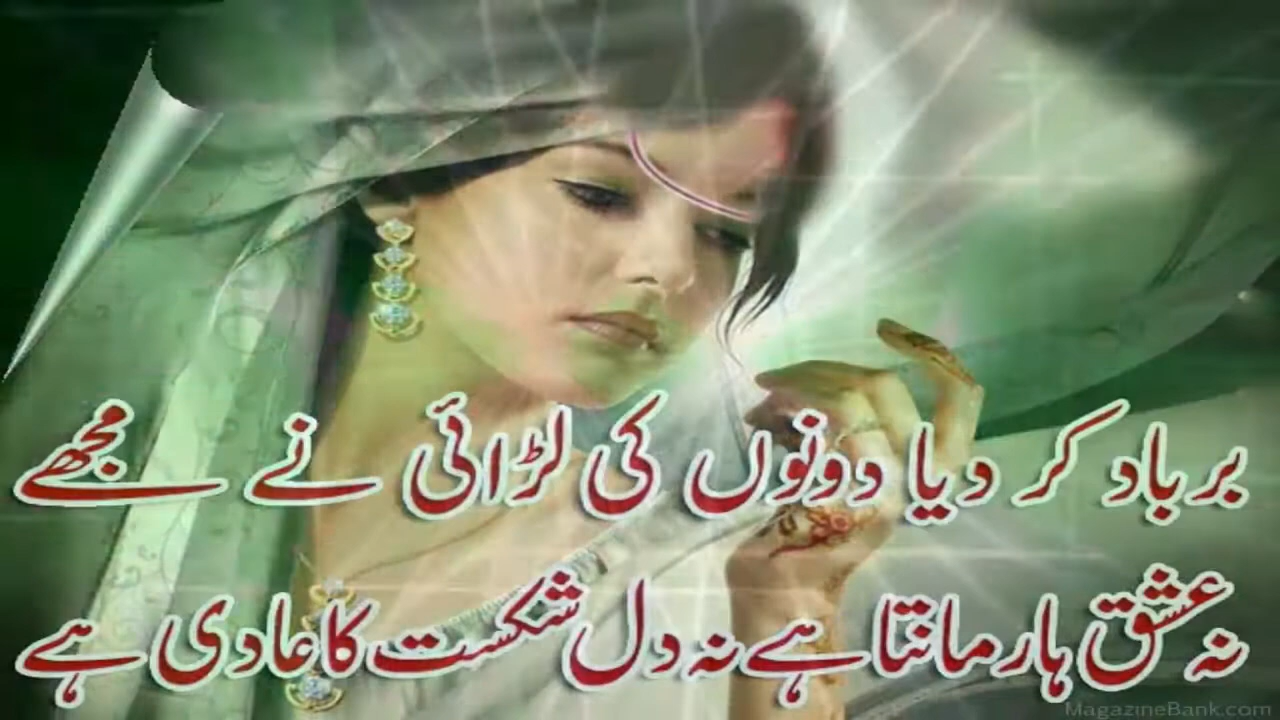 برباد کر دیا دونوں کی لڑائی نے مجھے
نہ عشق ہار مانتا ہے نہ دل شکست کا عادی ہے
MagazineBank.com